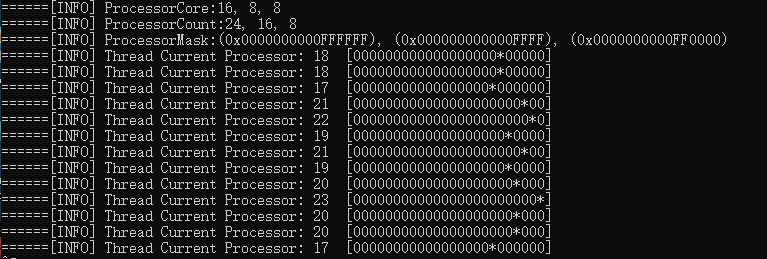 ======[INFO] ProcessorCore:16, 8, 8
======[INFO] ProcessorCount:24, 16, 8
======[INFO] ProcessorMask:(0x0000000000FFFFFF), (0x000000000000FFFF), (0x0000000000FF0000)
======[INFO] Thread Current Processor: 18 [000000000000000000*00000]
======[INFO] Thread Current Processor: 18 [000000000000000000*00000]
======[INFO] Thread Current Processor: 17 [00000000000000000*000000]
======[INFO] Thread Current Processor: 21 [000000000000000000000*00]
======[INFO] Thread Current Processor: 22 [0000000000000000000000*0]
======[INFO] Thread Current Processor: 19 [0000000000000000000*0000]
======[INFO] Thread Current Processor: 21 [000000000000000000000*00]
======[INFO] Thread Current Processor: 19 [0000000000000000000*0000]
======[INFO] Thread Current Processor: 20 [00000000000000000000*000]
======[INFO] Thread Current Processor: 23 [00000000000000000000000*]
======[INFO] Thread Current Processor: 20 [00000000000000000000*000]
======[INFO] Thread Current Processor: 20 [00000000000000000000*000]
======[INFO] Thread Current Processor: 17 [00000000000000000*000000]